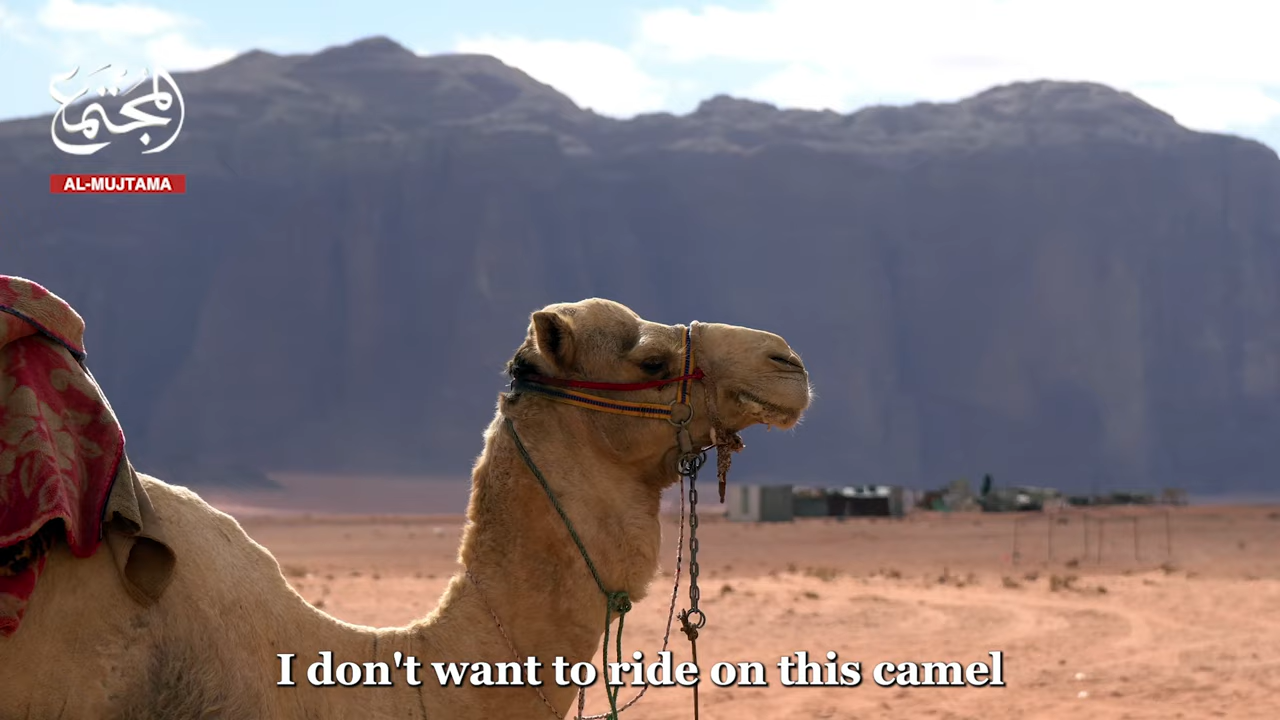 المجتمع
AL-MUJTAMA
I don't want to ride on this camel